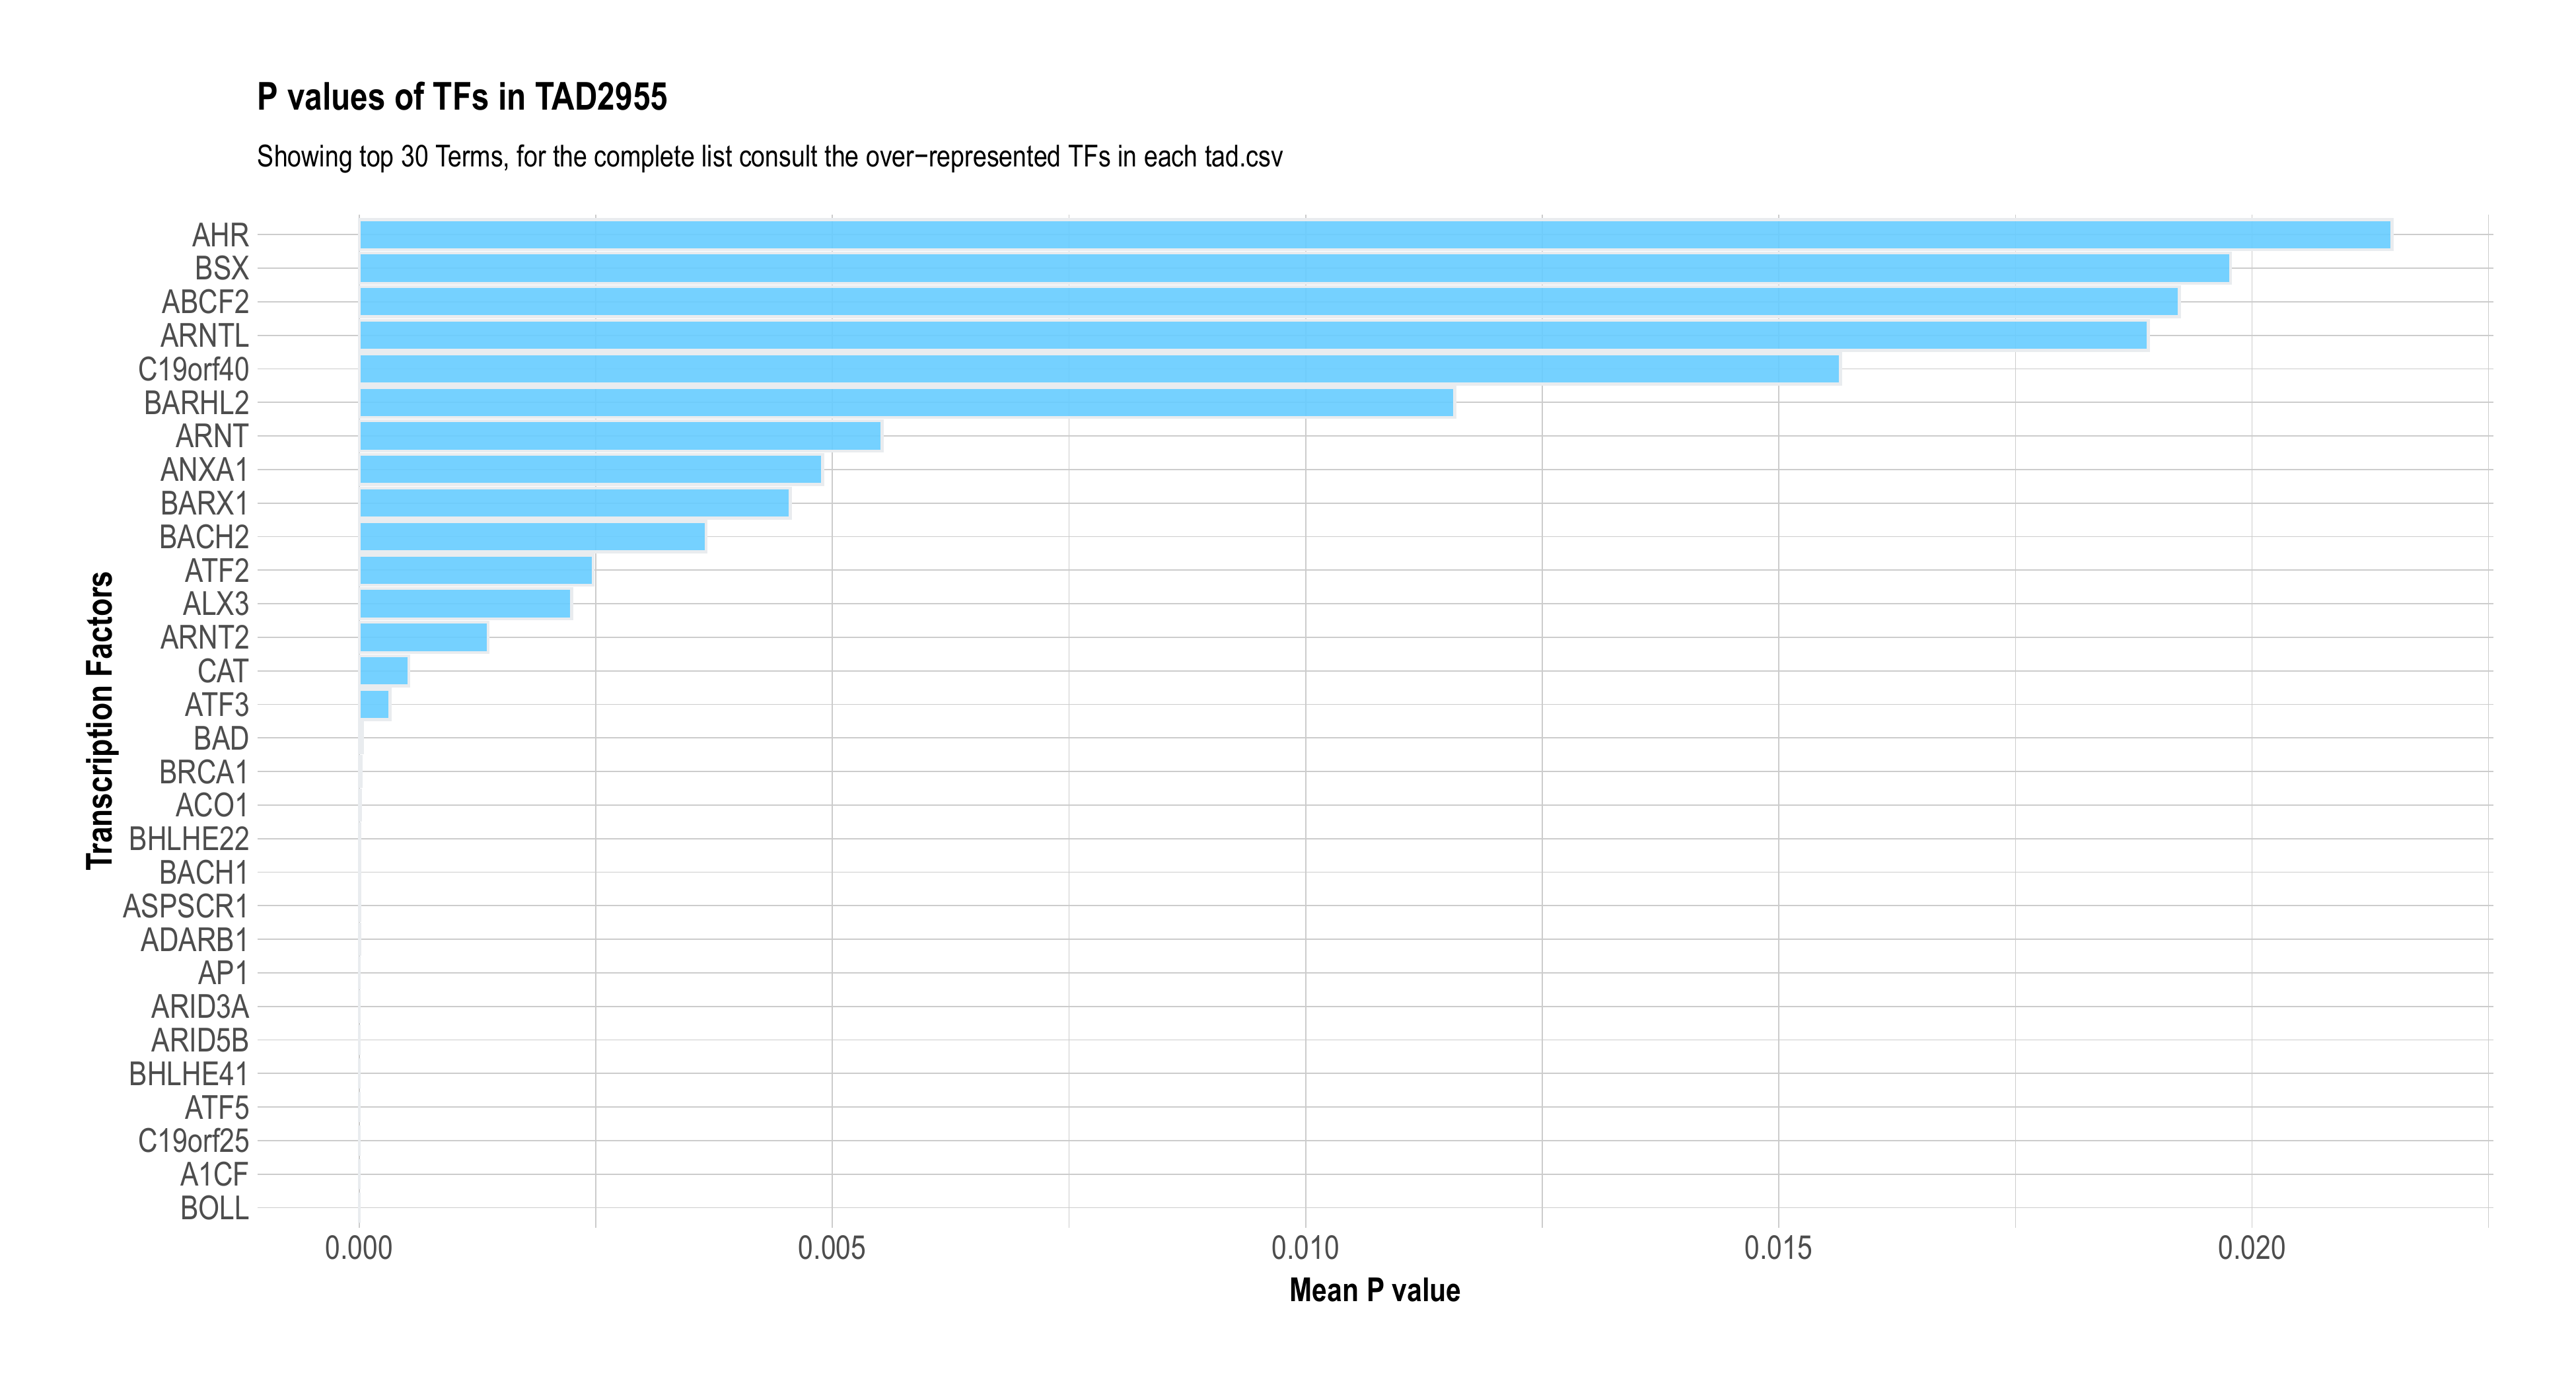 P values of TFs in TAD2955
Showing top 30 Terms, for the complete list consult the over−represented TFs in each tad.csv
Transcription Factors
AHR
BSX
ABCF2
ARNTL
C19orf40
BARHL2
ARNT
ANXA1
BARX1
BACH2
ATF2
ALX3
ARNT2
CAT
ATF3
BAD
BRCA1
ACO1
BHLHE22
BACH1
ASPSCR1
ADARB1
AP1
ARID3A
ARID5B
BHLHE41
ATF5
C19orf25
A1CF
BOLL
0.000 0.005 0.010 0.015 0.020
Mean P value